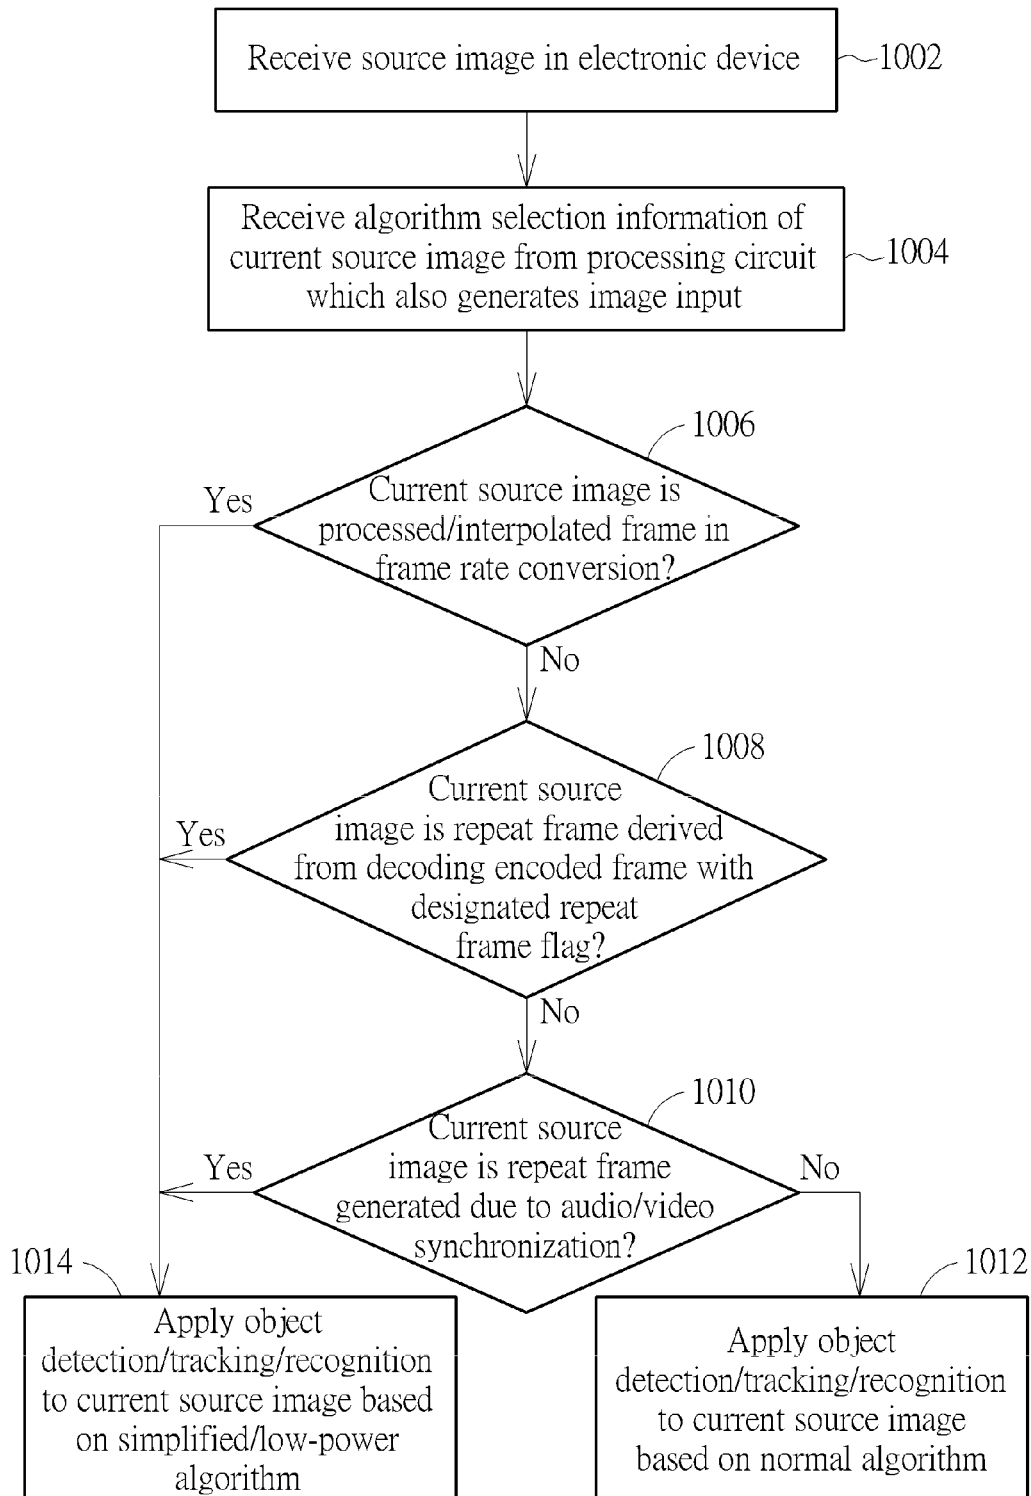 Receive source image in electronic device
1002
Receive algorithm selection information of
current source image from processing circuit
which also generates image input
1004
1006
Current source image is
processed/interpolated frame in
frame rate conversion?
Yes
No
1008
Current source
image is repeat frame derived
from decoding encoded frame with
designated repeat
frame flag?
Yes
No
1010
Current source
image is repeat frame
generated due to audio/video
synchronization?
Yes
No
1014
Apply object
detection/tracking/recognition
to current source image based
on simplified/low-power
algorithm
1012
Apply object
detection/tracking/recognition
to current source image
based on normal algorithm